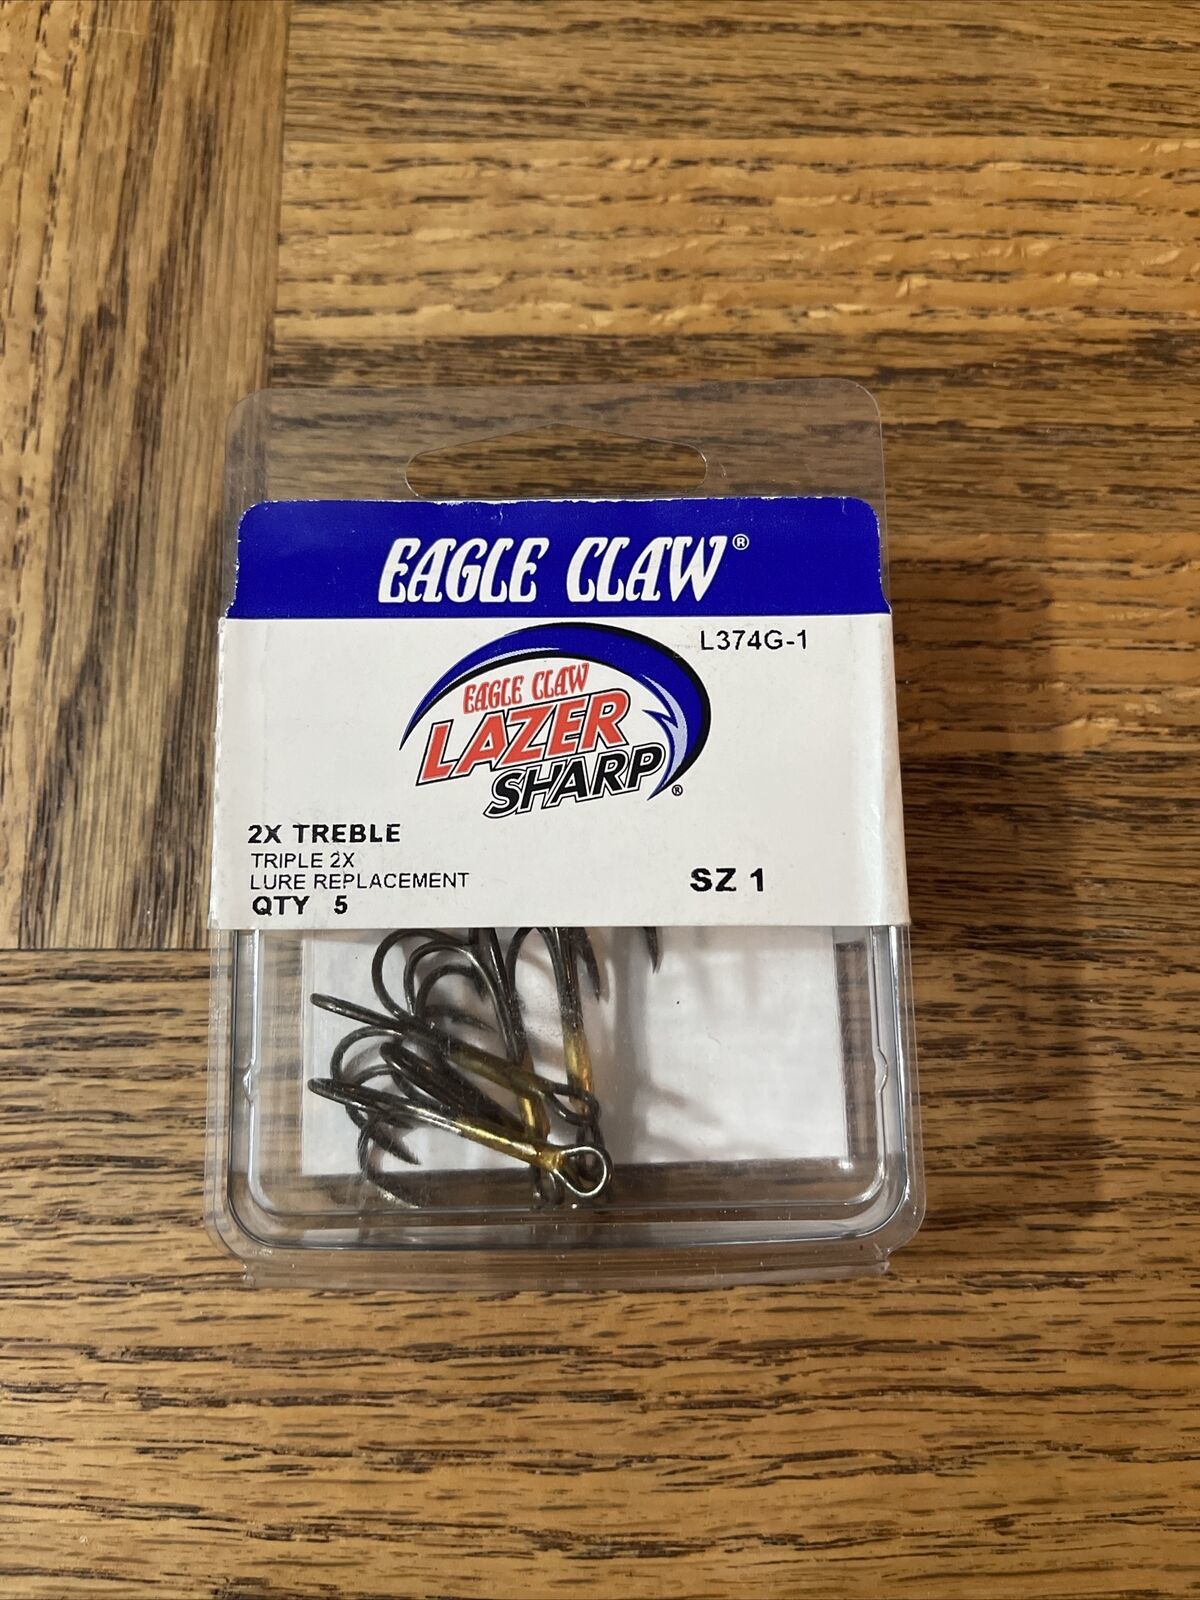 EAGLE CLAW®
L374G-1
EAGLE CLAW
LAZER
SHARP®
2X TREBLE
TRIPLE 2X
LURE REPLACEMENT
QTY 5
SZ 1